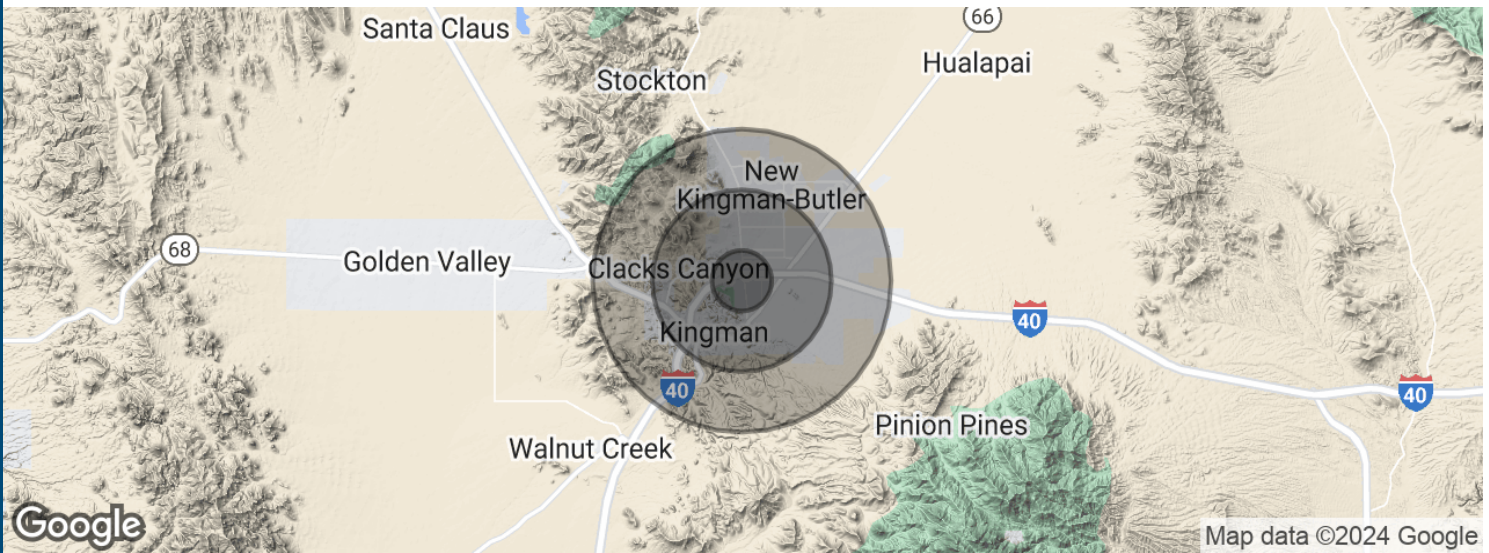 66
Santa Claus
Hualapai
Stockton
New
Kingman-Butler
68
Golden Valley
Clacks Canyon
40
Kingman
40
40
Pinion Pines
Walnut Creek
Google
Map data ©2024 Google